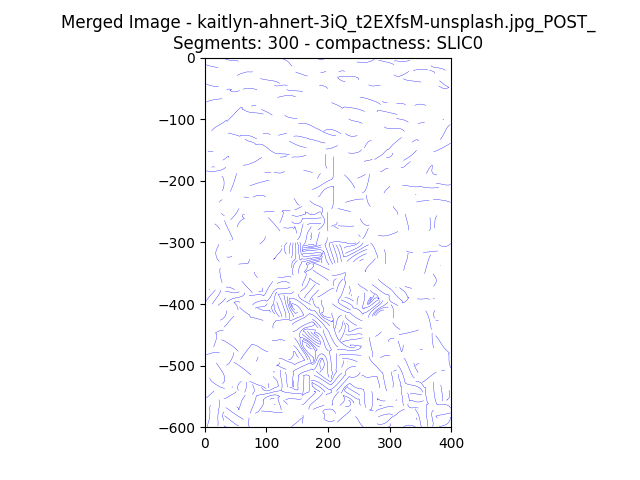 Merged Image - kaitlyn-ahnert-3iQ_t2EXfsM-unsplash.jpg_POST_
Segments: 300 - compactness: SLIC0
0
−100
−200
−300
−400
−500
−600
0 100 200 300 400